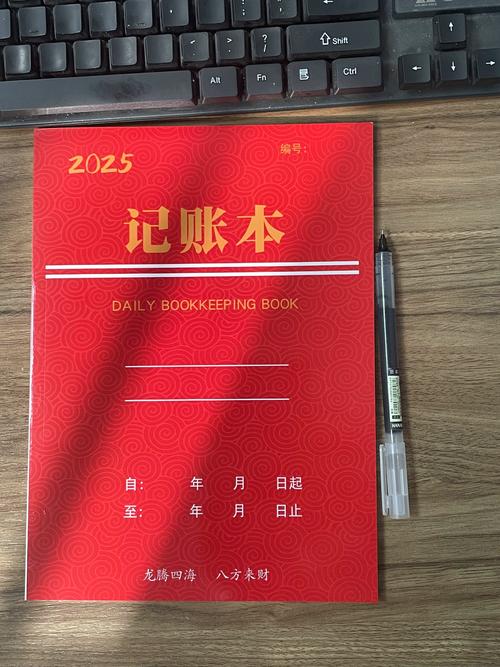 Shift
Alt
Fn
Ctrl
2025
编号:
记账本
DAILY BOOKKEEPING BOOK
自: 年 月 日起
至: 年 月 日止
龙腾四海 八方来财